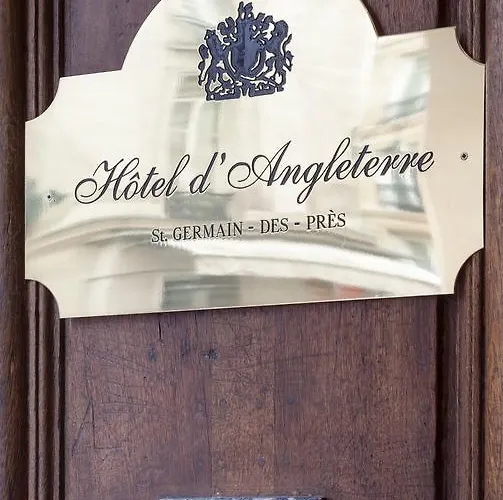 Hôtel d'Angleterre
St. GERMAIN - DES - PRÈS